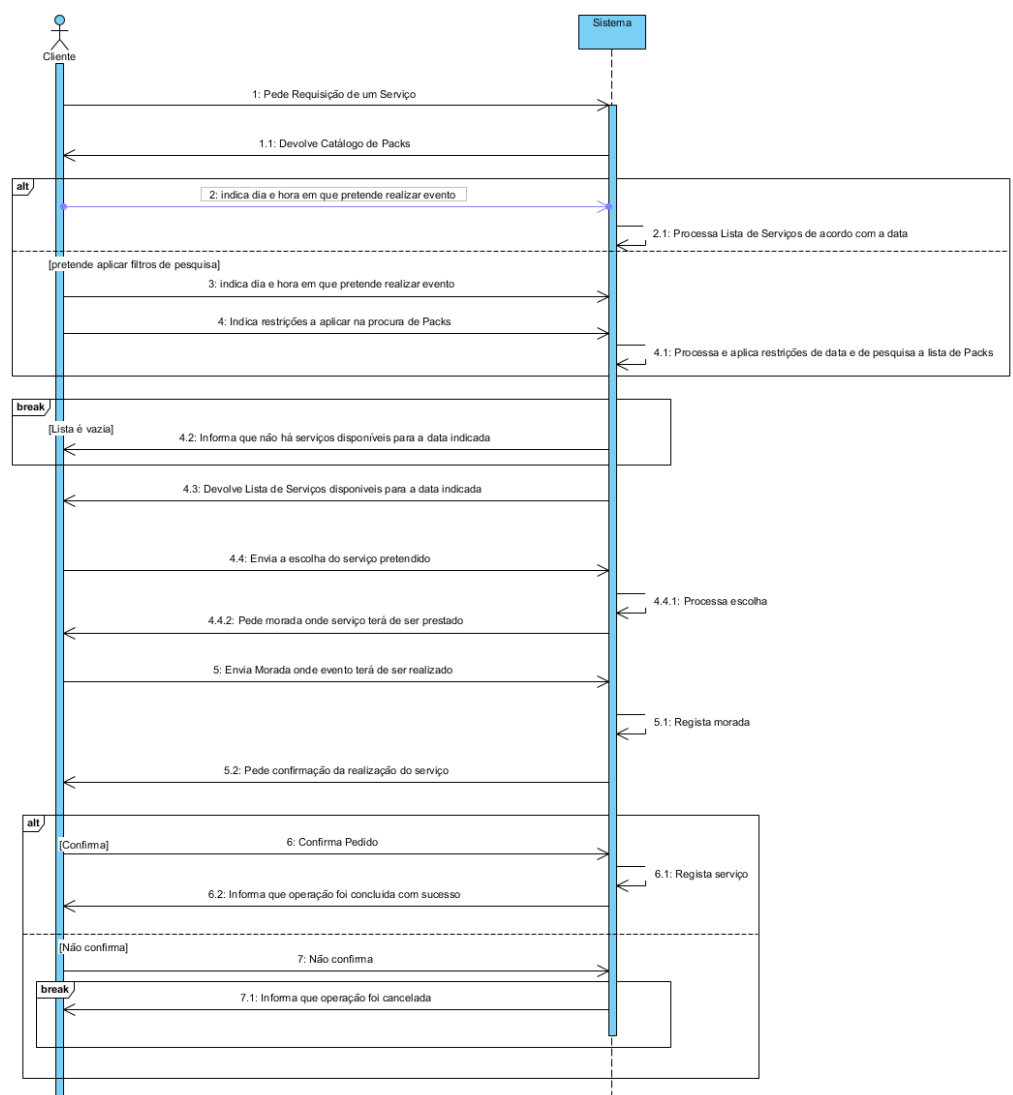 Cliente
Sistema
1: Pede Requisição de um Serviço
1.1: Devolve Catálogo de Packs
alt
2: indica dia e hora em que pretende realizar evento
2.1: Processa Lista de Serviços de acordo com a data
[pretende aplicar filtros de pesquisa]
3: indica dia e hora em que pretende realizar evento
4: Indica restrições a aplicar na procura de Packs
4.1: Processa e aplica restrições de data e de pesquisa a lista de Packs
break
[Lista é vazia]
4.2: Informa que não há serviços disponíveis para a data indicada
4.3: Devolve Lista de Serviços disponiveis para a data indicada
4.4: Envia a escolha do serviço pretendido
4.4.1: Processa escolha
4.4.2: Pede morada onde serviço terá de ser prestado
5: Envia Morada onde evento terá de ser realizado
5.1: Regista morada
5.2: Pede confirmação da realização do serviço
alt
[Confirma]
6: Confirma Pedido
6.1: Regista serviço
6.2: Informa que operação foi concluida com sucesso
[Não confirma]
7: Não confirma
break
7.1: Informa que operação foi cancelada